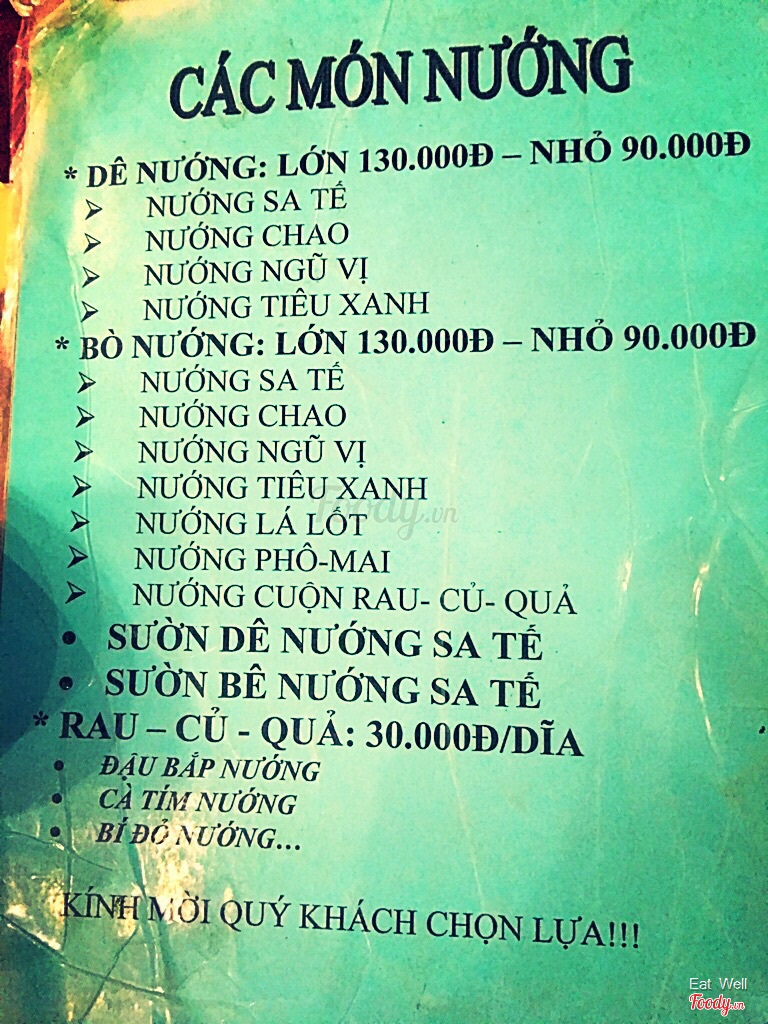 CÁC MÓN NƯỚNG
* DÊ NƯỚNG: LỚN 130.000Đ – NHỎ 90.000Đ
➢ NƯỚNG SA TẾ
➢ NƯỚNG CHAO
➢ NƯỚNG NGŨ VỊ
➢ NƯỚNG TIÊU XANH
* BÒ NƯỚNG: LỚN 130.000Đ – NHỎ 90.000Đ
➢ NƯỚNG SA TẾ
➢ NƯỚNG CHAO
➢ NƯỚNG NGŨ VỊ
➢ NƯỚNG TIÊU XANH
➢ NƯỚNG LÁ LỐT
➢ NƯỚNG PHÔ-MAI
➢ NƯỚNG CUỘN RAU- CỦ- QUẢ
• SƯỜN DÊ NƯỚNG SA TẾ
• SƯỜN BÊ NƯỚNG SA TẾ
* RAU – CỦ - QUẢ: 30.000Đ/DĨA
• ĐẬU BẮP NƯỚNG
• CÀ TÍM NƯỚNG
• BÍ ĐỎ NƯỚNG...
KÍNH MỜI QUÝ KHÁCH CHỌN LỰA!!!
Foody.vn
Eat Well
Foody.vn